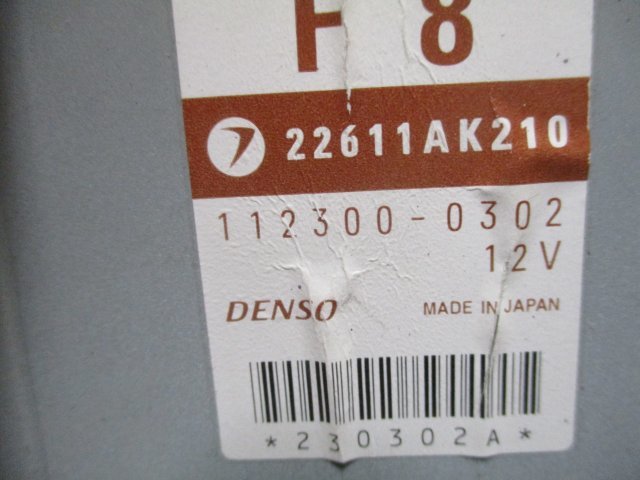 8
22611AK210
112300-0302
12V
DENSO MADE IN JAPAN
*230302A*